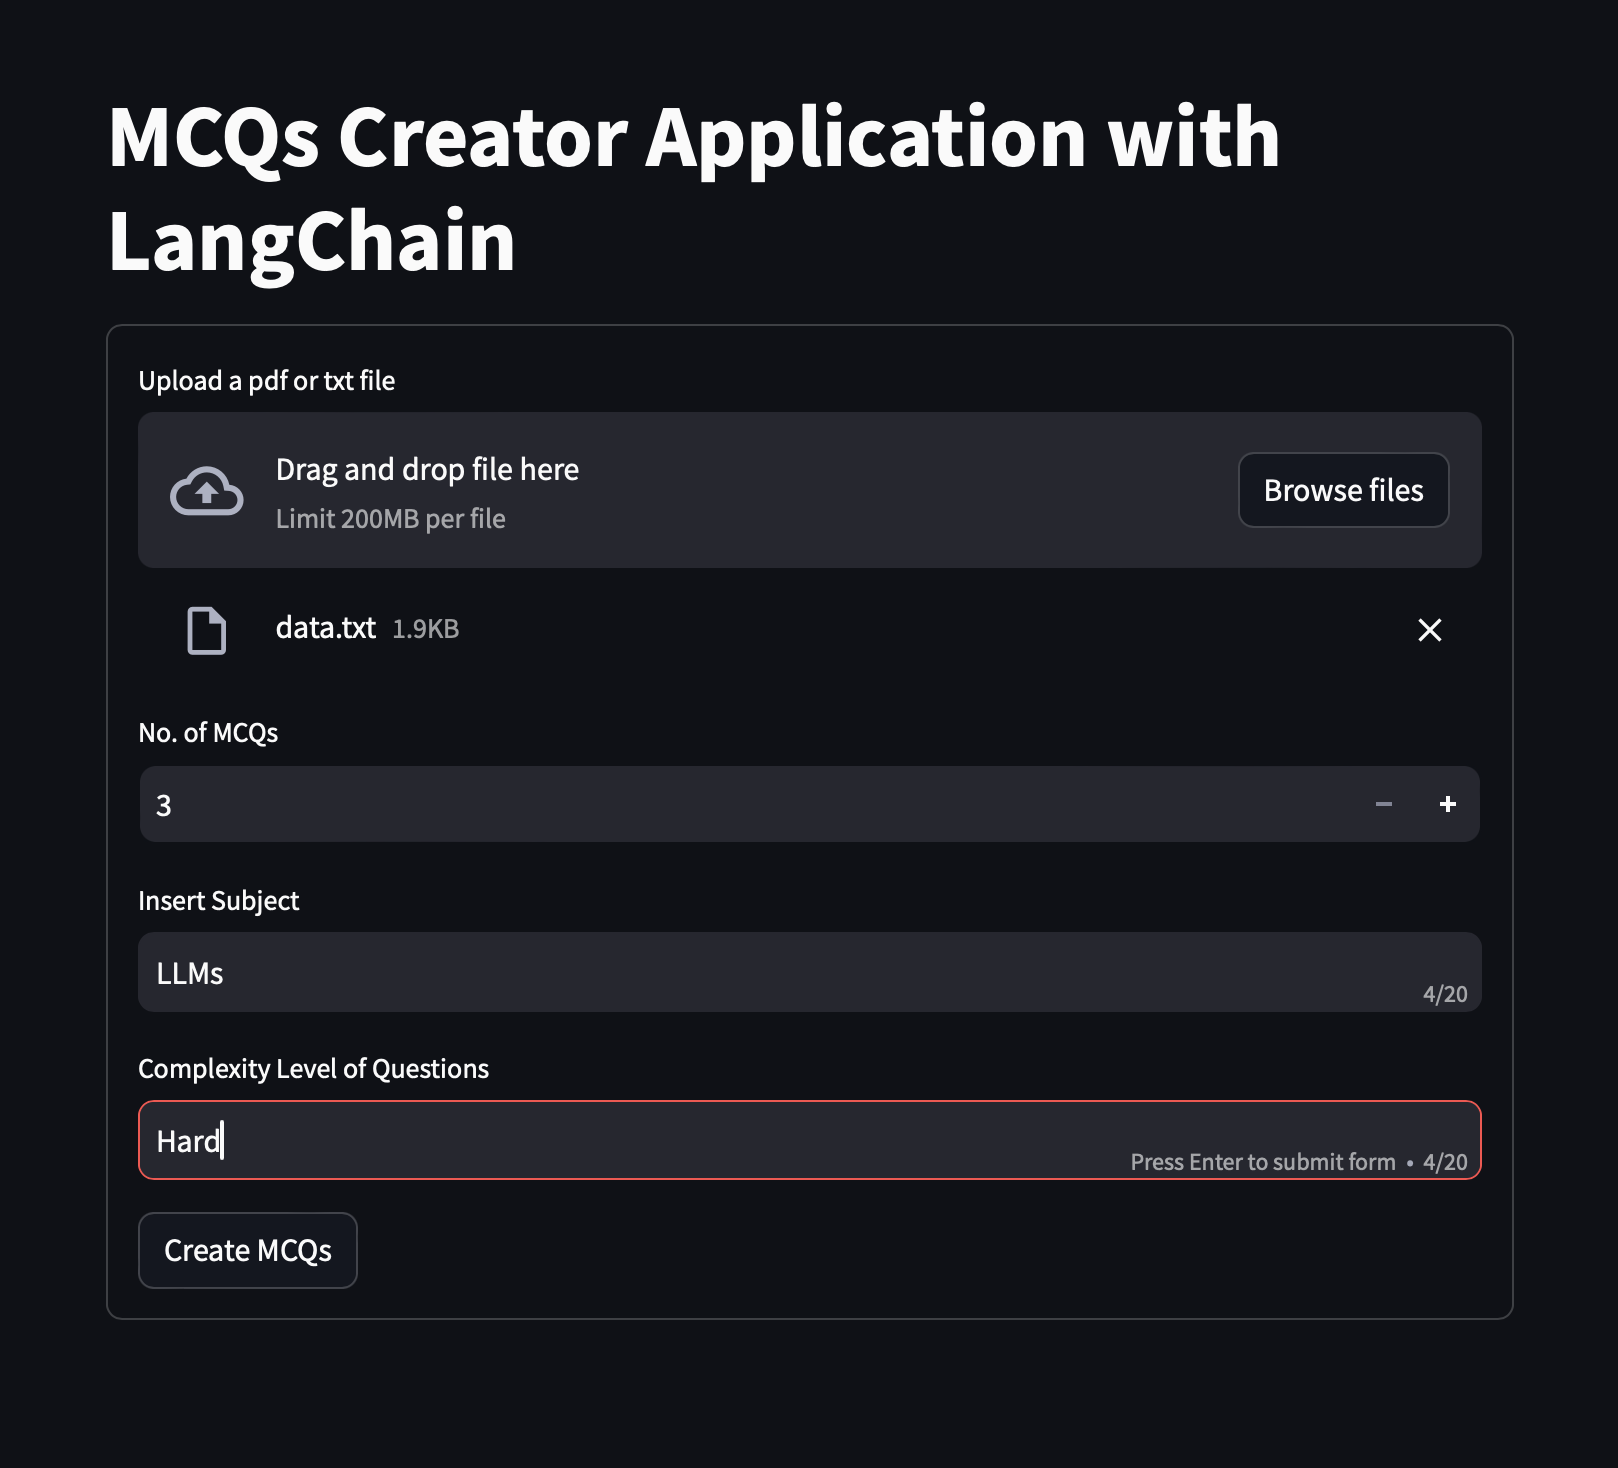 MCQs Creator Application with
LangChain
Upload a pdf or txt file
Drag and drop file here
Limit 200MB per file
Browse files
data.txt 1.9KB
No. of MCQs
3
Insert Subject
LLMs
4/20
Complexity Level of Questions
Hard
Press Enter to submit form • 4/20
Create MCQs